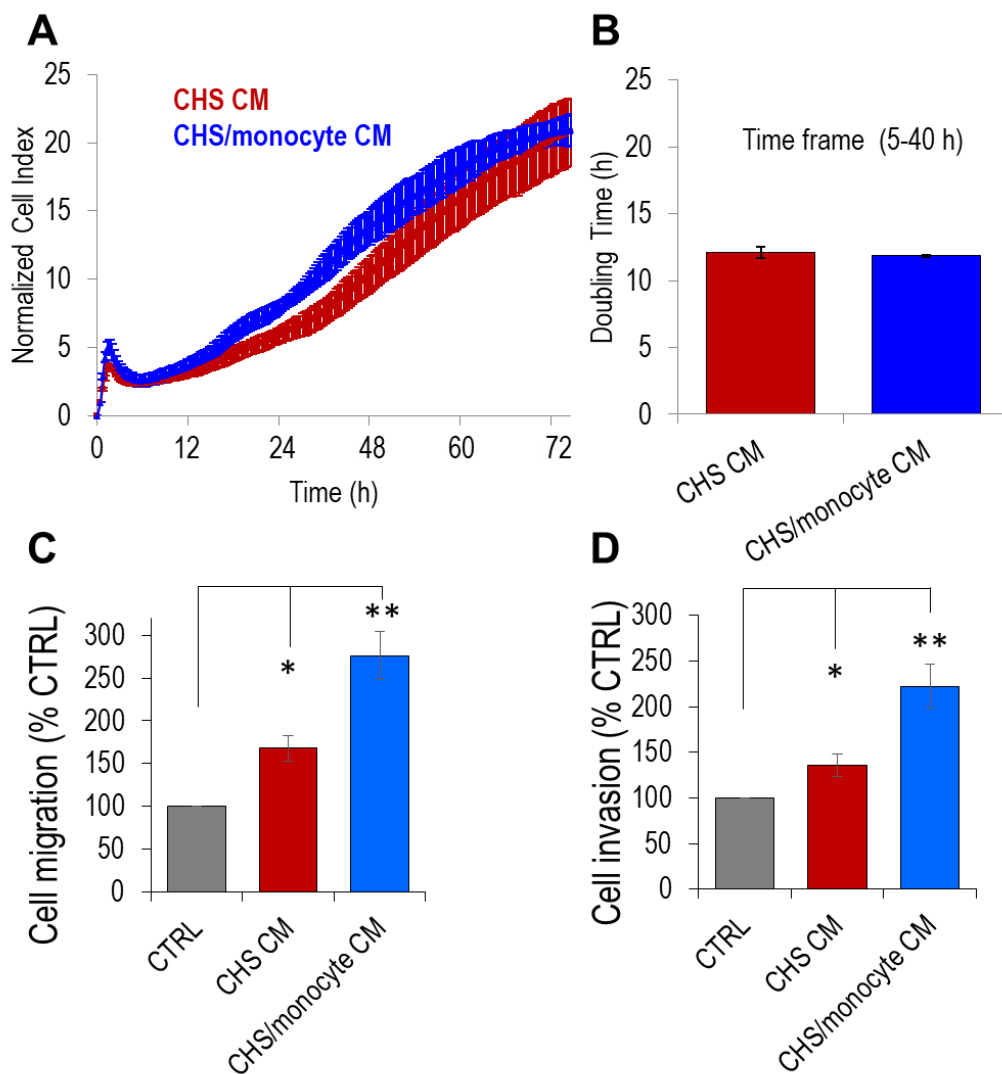 A
25
20
15
10
5
0
Normalized Cell Index
CHS CM
CHS/monocyte CM
0 12 24 48 60 72
Time (h)
B
25
20
15
10
5
0
Doubling Time (h)
Time frame (5-40 h)
CHS CM
CHS/monocyte CM
C
300
250
200
150
100
50
0
Cell migration (% CTRL)
*
**
CTRL
CHS CM
CHS/monocyte CM
D
300
250
200
150
100
50
0
Cell invasion (% CTRL)
*
**
CTRL
CHS CM
CHS/monocyte CM